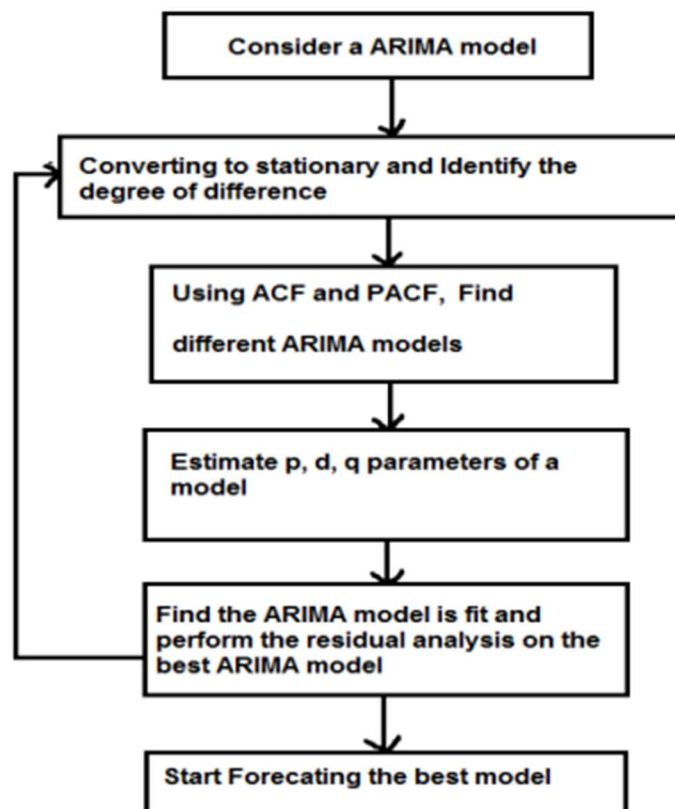 Consider a ARIMA model
Converting to stationary and Identify the
degree of difference
Using ACF and PACF, Find
different ARIMA models
Estimate p, d, q parameters of a
model
Find the ARIMA model is fit and
perform the residual analysis on the
best ARIMA model
Start Forecating the best model